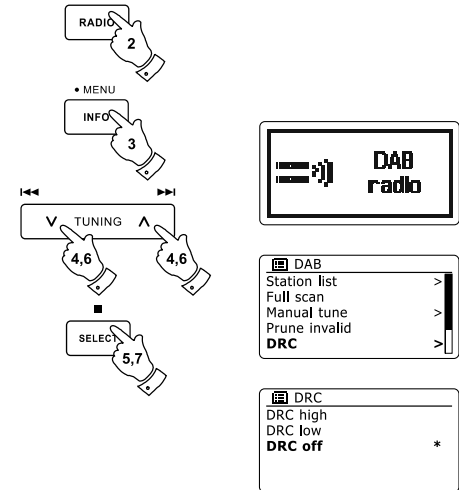 RADIO
2
• MENU
INFO
3
TUNING
4,6
4,6
SELECT
5,7
DAB
radio
DAB
Station list >
Full scan
Manual tune >
Prune invalid
DRC >
DRC
DRC high
DRC low
DRC off *